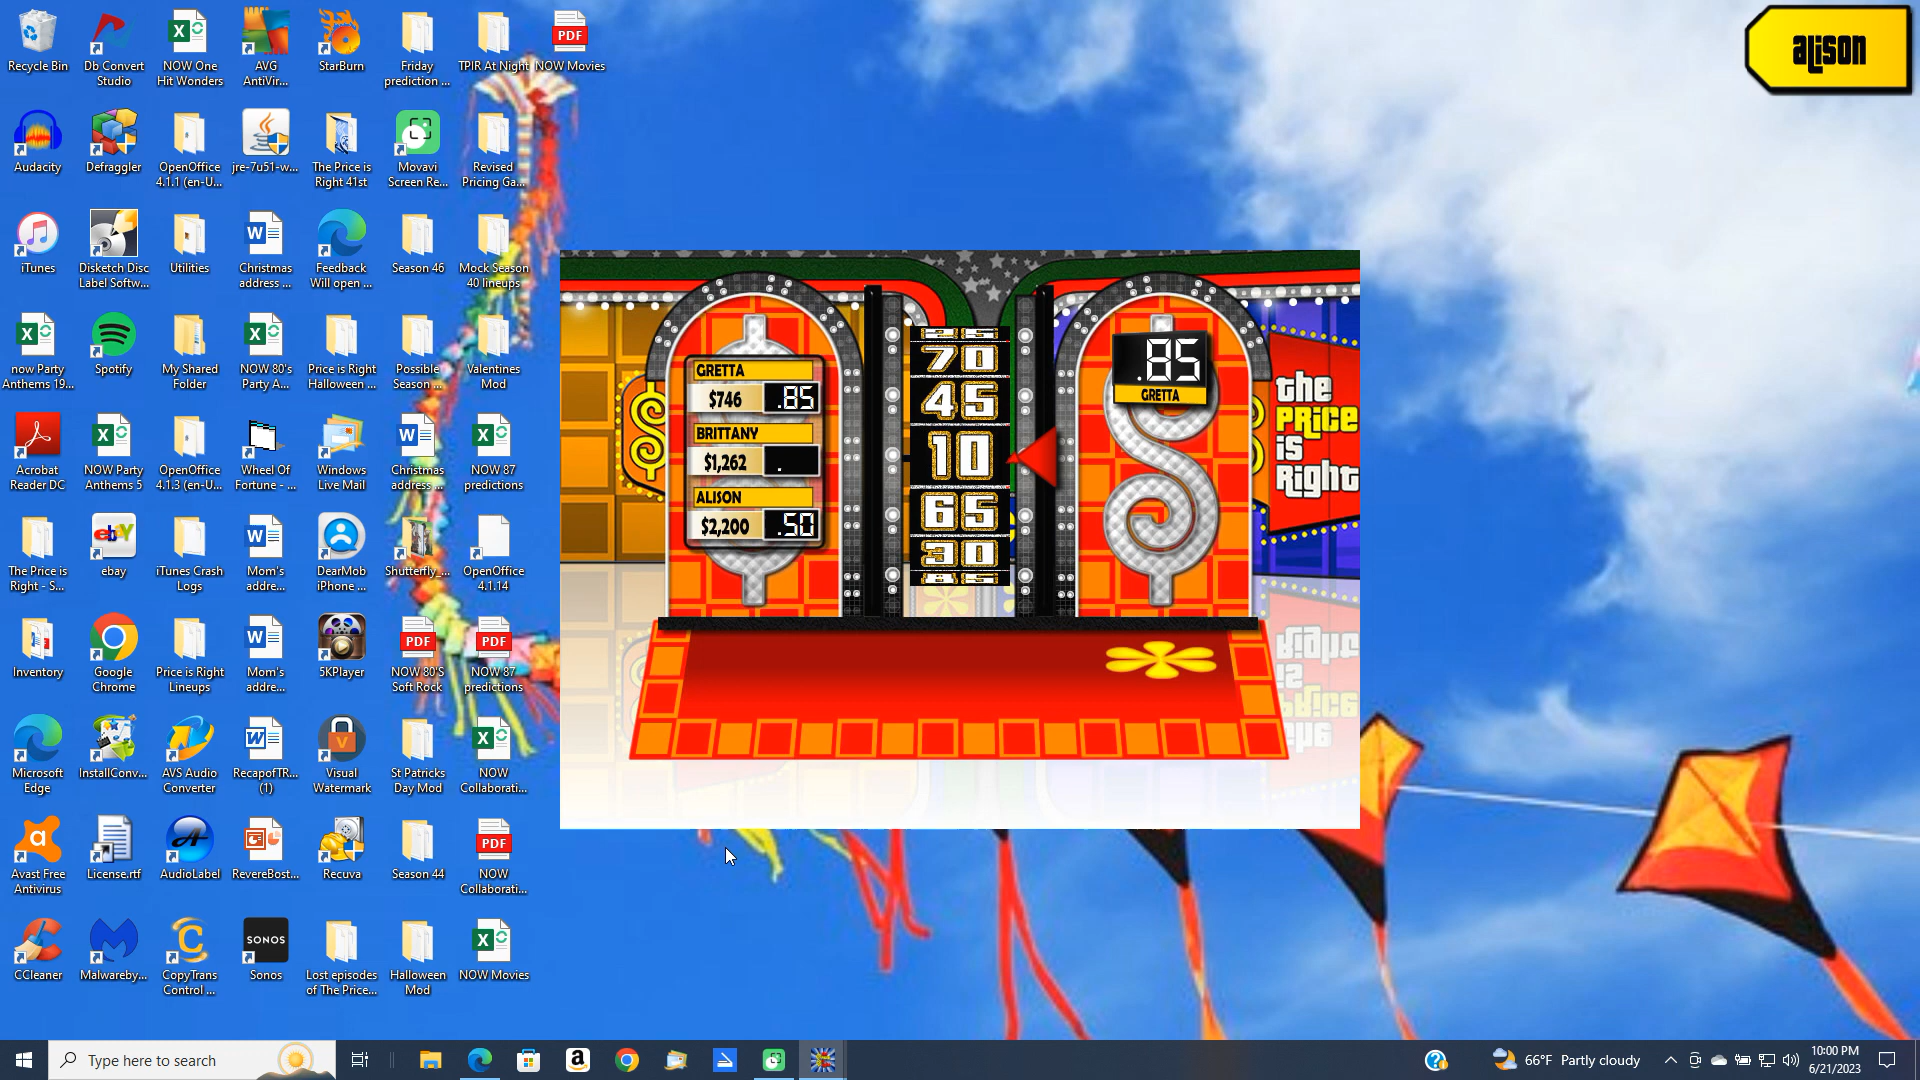 Recycle Bin
Db Convert
Studio
NOW One
Hit Wonders
AVG
AntiVir...
StarBurn
Friday
prediction ...
TPIR At Night
PDF
NOW Movies
alison
Audacity
Defraggler
OpenOffice
4.1.1 (en-U...
jre-7u51-w...
The Price is
Right 41st
Movavi
Screen Re...
Revised
Pricing Ga...
iTunes
Disketch Disc
Label Softw...
Utilities
Christmas
address ...
Feedback
Will open ...
Season 46
Mock Season
40 lineups
now Party
Anthems 19...
Spotify
My Shared
Folder
NOW 80's
Party A...
Price is Right
Halloween ...
Possible
Season ...
Valentines
Mod
Acrobat
Reader DC
NOW Party
Anthems 5
OpenOffice
4.1.3 (en-U...
Wheel Of
Fortune - ...
Windows
Live Mail
Christmas
address ...
NOW 87
predictions
The Price is
Right - S...
ebay
ebay
iTunes Crash
Logs
Mom's
addre...
DearMob
iPhone ...
Shutterfly_...
OpenOffice
4.1.14
Inventory
Google
Chrome
Price is Right
Lineups
Mom's
addre...
5KPlayer
PDF
NOW 80'S
Soft Rock
PDF
NOW 87
predictions
Microsoft
Edge
InstallConv...
AVS Audio
Converter
RecapofTR...
(1)
Visual
Watermark
St Patricks
Day Mod
NOW
Collaborati...
Avast Free
Antivirus
License.rtf
AudioLabel
RevereBost...
Recuva
Season 44
PDF
NOW
Collaborati...
CCleaner
Malwareby...
CopyTrans
Control ...
SONOS
Sonos
Lost episodes
of The Price...
Halloween
Mod
NOW Movies
GRETTA
$746 .85
BRITTANY
$1,262 .
ALISON
$2,200 .50
70
45
10
65
30
.85
GRETTA
the
PRICE
is
Right
Type here to search
66°F Partly cloudy
10:00 PM
6/21/2023